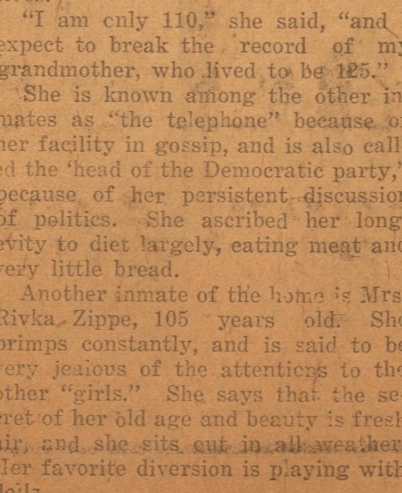 "I am cnly 110," she said, "and
expect to break the record of my
grandmother, who lived to be 125."
She is known among the other in-
mates as "the telephone" because o
her facility in gossip, and is also call-
ed the 'head of the Democratic party,'
because of her persistent discussion
of politics. She ascribed her long-
evity to diet largely, eating meat and
very little bread.
Another inmate of the home is Mrs.
Rivka Zippe, 105 years old. She
primps constantly, and is said to be
very jealous of the attentions to the
other "girls." She says that the se-
cret of her old age and beauty is fresh
air, and she sits out in all weather.
Her favorite diversion is playing with